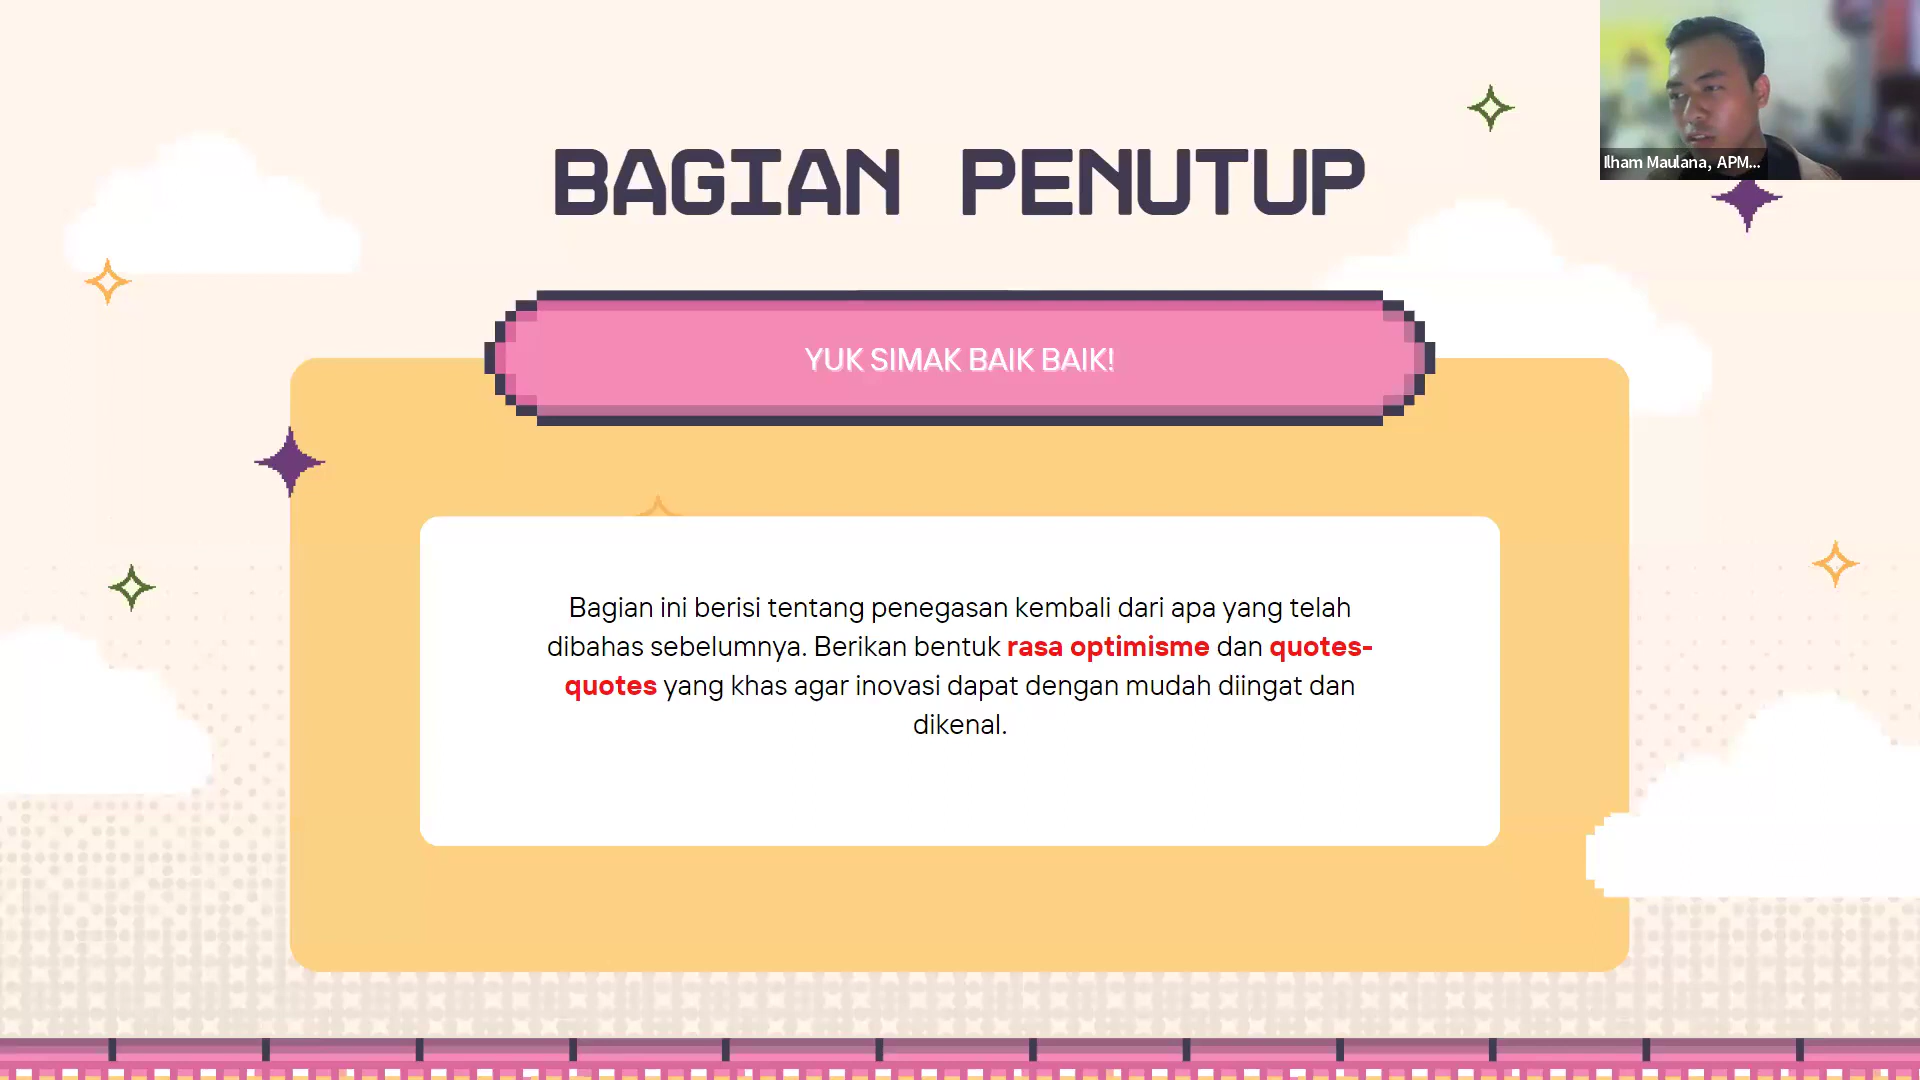 BAGIAN PENUTUP
Ilham Maulana, APM...
YUK SIMAK BAIK BAIK!
Bagian ini berisi tentang penegasan kembali dari apa yang telah
dibahas sebelumnya. Berikan bentuk rasa optimisme dan quotes-
quotes yang khas agar inovasi dapat dengan mudah diingat dan
dikenal.